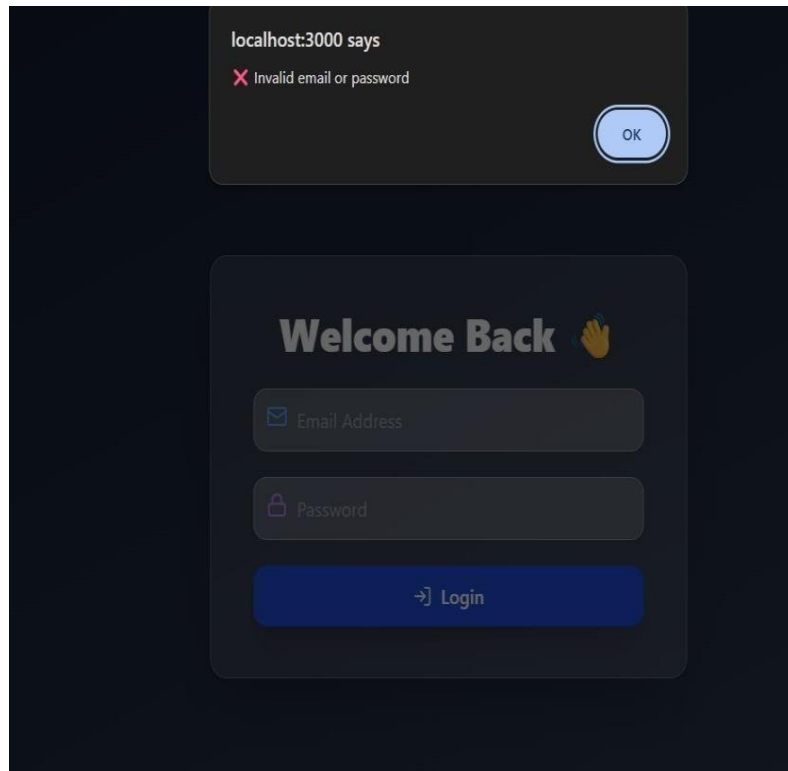 localhost:3000 says
❌ Invalid email or password
OK
Welcome Back 👋
Email Address
Password
Login